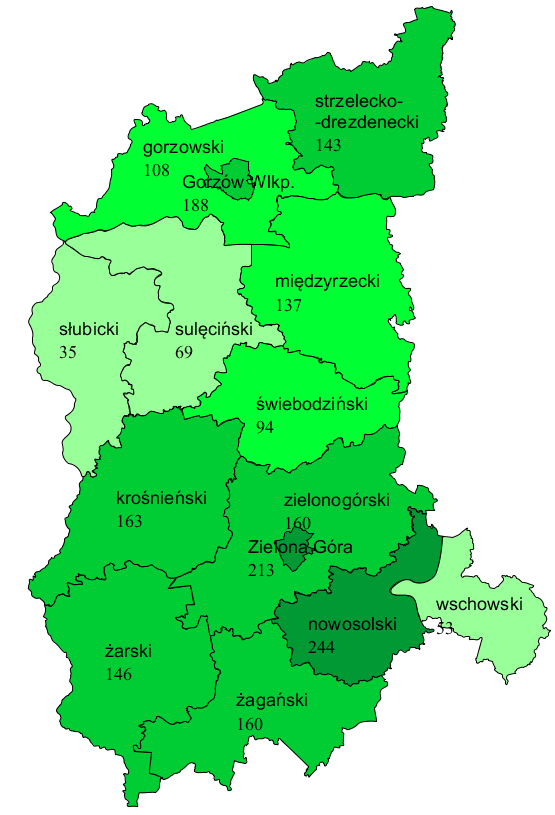 strzelecko-
-drezdenecki
143
gorzowski
108
Gorzów Wlkp.
188
międzyrzecki
137
słubicki
35
sulęciński
69
świebodziński
94
krośnieński
163
zielonogórski
160
Zielona Góra
213
wschowski
53
nowosolski
244
żarski
146
żagański
160